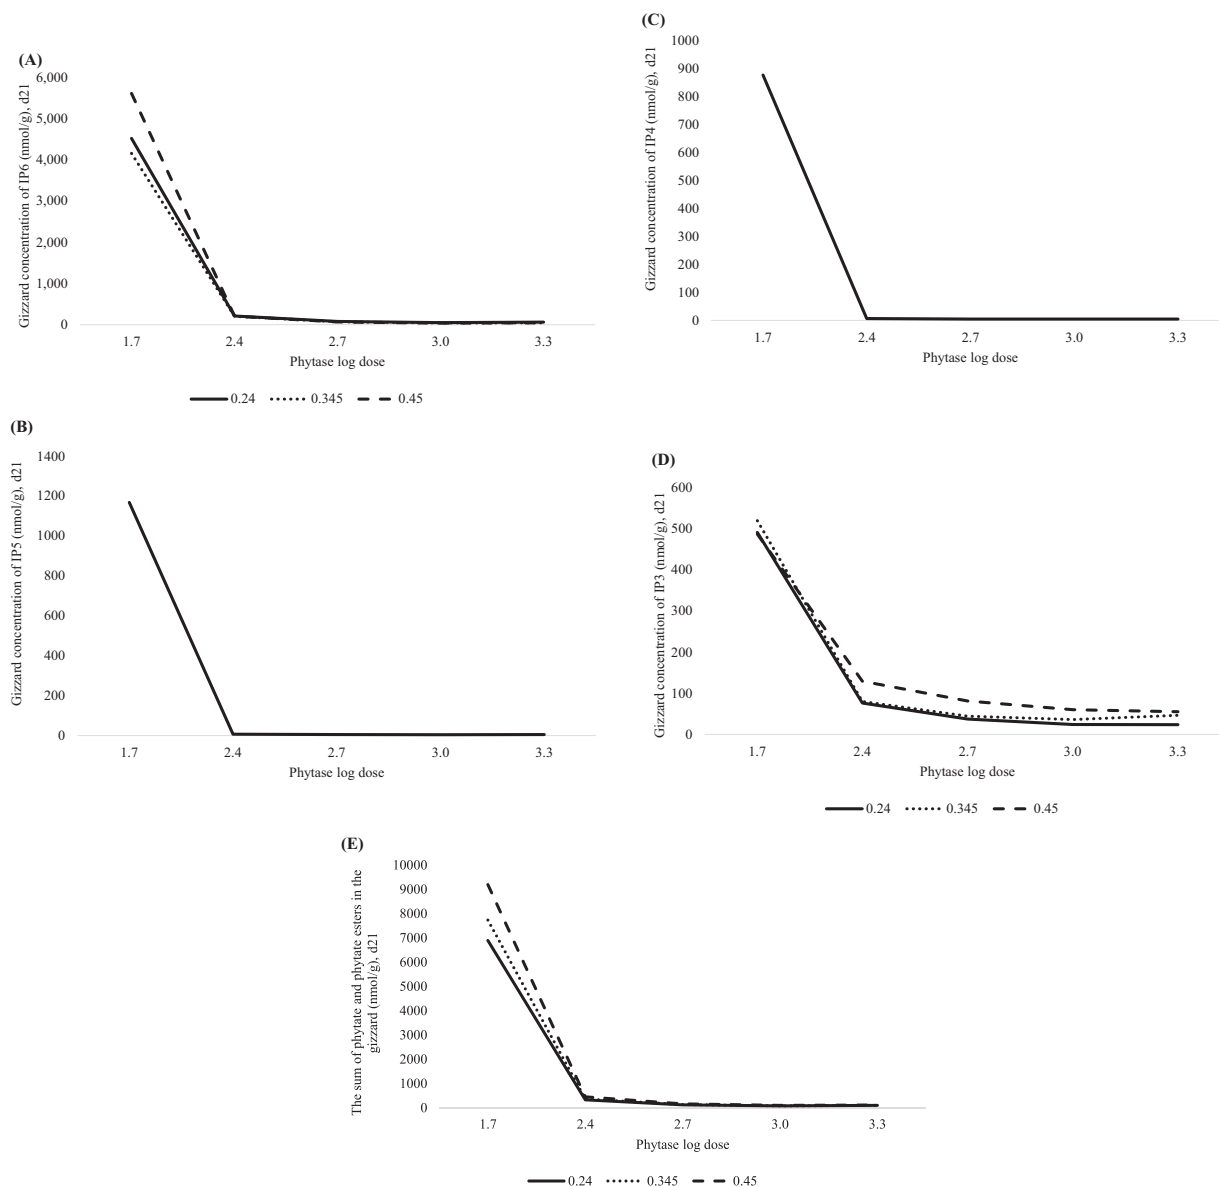 (A)
Gizzard concentration of IP6 (nmol/g), d21
6,000
5,000
4,000
3,000
2,000
1,000
0
1.7 2.4 2.7 3.0 3.3
Phytase log dose
0.24 0.345 0.45
(C)
Gizzard concentration of IP4 (nmol/g), d21
1000
900
800
700
600
500
400
300
200
100
0
1.7 2.4 2.7 3.0 3.3
Phytase log dose
(B)
Gizzard concentration of IP5 (nmol/g), d21
1400
1200
1000
800
600
400
200
0
1.7 2.4 2.7 3.0 3.3
Phytase log dose
(D)
Gizzard concentration of IP3 (nmol/g), d21
600
500
400
300
200
100
0
1.7 2.4 2.7 3.0 3.3
Phytase log dose
0.24 0.345 0.45
(E)
The sum of phytate and phytate esters in the
gizzard (nmol/g), d21
10000
9000
8000
7000
6000
5000
4000
3000
2000
1000
0
1.7 2.4 2.7 3.0 3.3
Phytase log dose
0.24 0.345 0.45